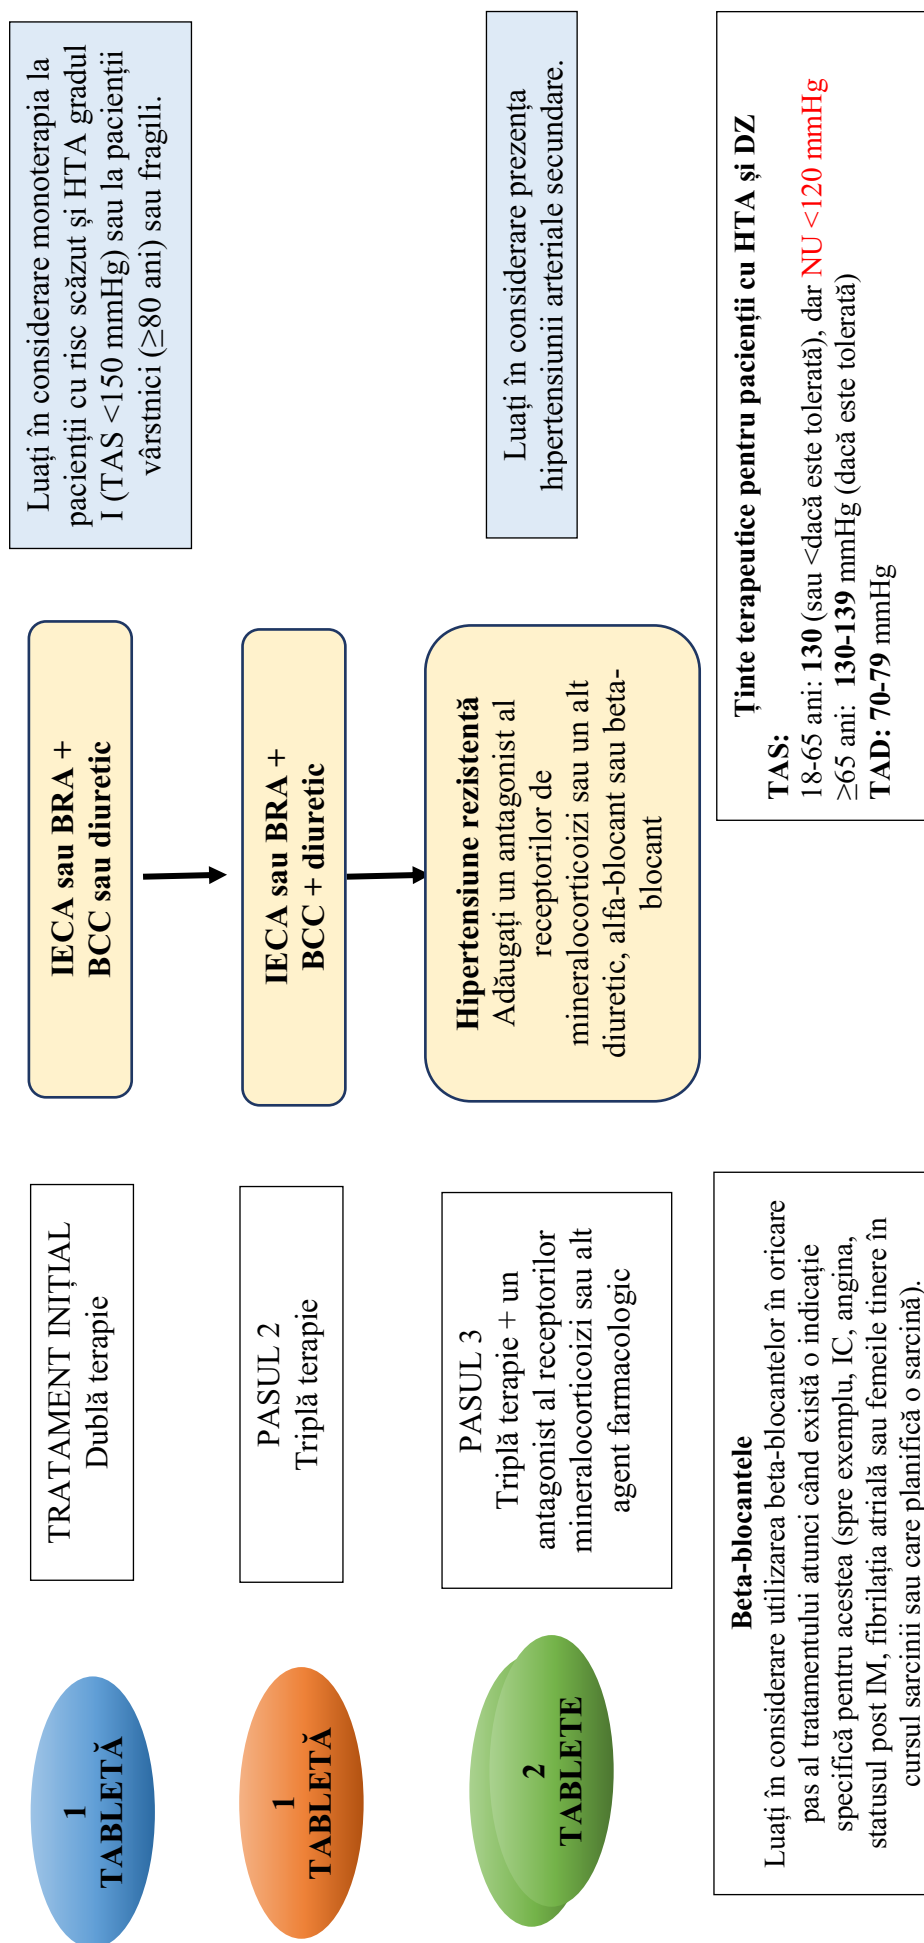 1
TABLETĂ
TRATAMENT INIȚIAL
Dublă terapie
IECA sau BRA +
BCC sau diuretic
Luați în considerare monoterapia la
pacienții cu risc scăzut și HTA gradul
I (TAS <150 mmHg) sau la pacienții
vârstnici (≥80 ani) sau fragili.
1
TABLETĂ
PASUL 2
Triplă terapie
IECA sau BRA +
BCC + diuretic
2
TABLETE
PASUL 3
Triplă terapie + un
antagonist al receptorilor
mineralocorticoizi sau alt
agent farmacologic
Hipertensiune rezistentă
Adăugați un antagonist al
receptorilor de
mineralocorticoizi sau un alt
diuretic, alfa-blocant sau beta-
blocant
Luați în considerare prezența
hipertensiunii arteriale secundare.
Beta-blocantele
Luați în considerare utilizarea beta-blocantelor în oricare
pas al tratamentului atunci când există o indicație
specifică pentru acestea (spre exemplu, IC, angina,
statusul post IM, fibrilația atrială sau femeile tinere în
cursul sarcinii sau care planifică o sarcină).
Ținte terapeutice pentru pacienții cu HTA și DZ
TAS:
18-65 ani: 130 (sau <dacă este tolerată), dar NU <120 mmHg
≥65 ani: 130-139 mmHg (dacă este tolerată)
TAD: 70-79 mmHg